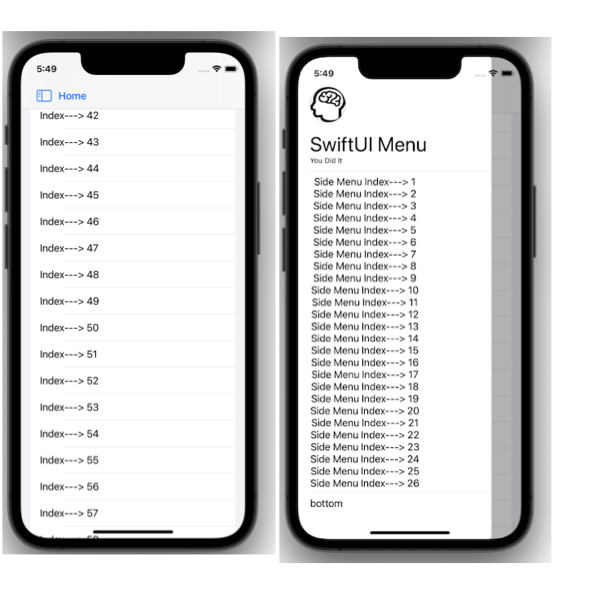 5:49
Home
Index---> 42
Index---> 43
Index---> 44
Index---> 45
Index---> 46
Index---> 47
Index---> 48
Index---> 49
Index---> 50
Index---> 51
Index---> 52
Index---> 53
Index---> 54
Index---> 55
Index---> 56
Index---> 57
5:49
SwiftUI Menu
You Did It
Side Menu Index---> 1
Side Menu Index---> 2
Side Menu Index---> 3
Side Menu Index---> 4
Side Menu Index---> 5
Side Menu Index---> 6
Side Menu Index---> 7
Side Menu Index---> 8
Side Menu Index---> 9
Side Menu Index---> 10
Side Menu Index---> 11
Side Menu Index---> 12
Side Menu Index---> 13
Side Menu Index---> 14
Side Menu Index---> 15
Side Menu Index---> 16
Side Menu Index---> 17
Side Menu Index---> 18
Side Menu Index---> 19
Side Menu Index---> 20
Side Menu Index---> 21
Side Menu Index---> 22
Side Menu Index---> 23
Side Menu Index---> 24
Side Menu Index---> 25
Side Menu Index---> 26
bottom